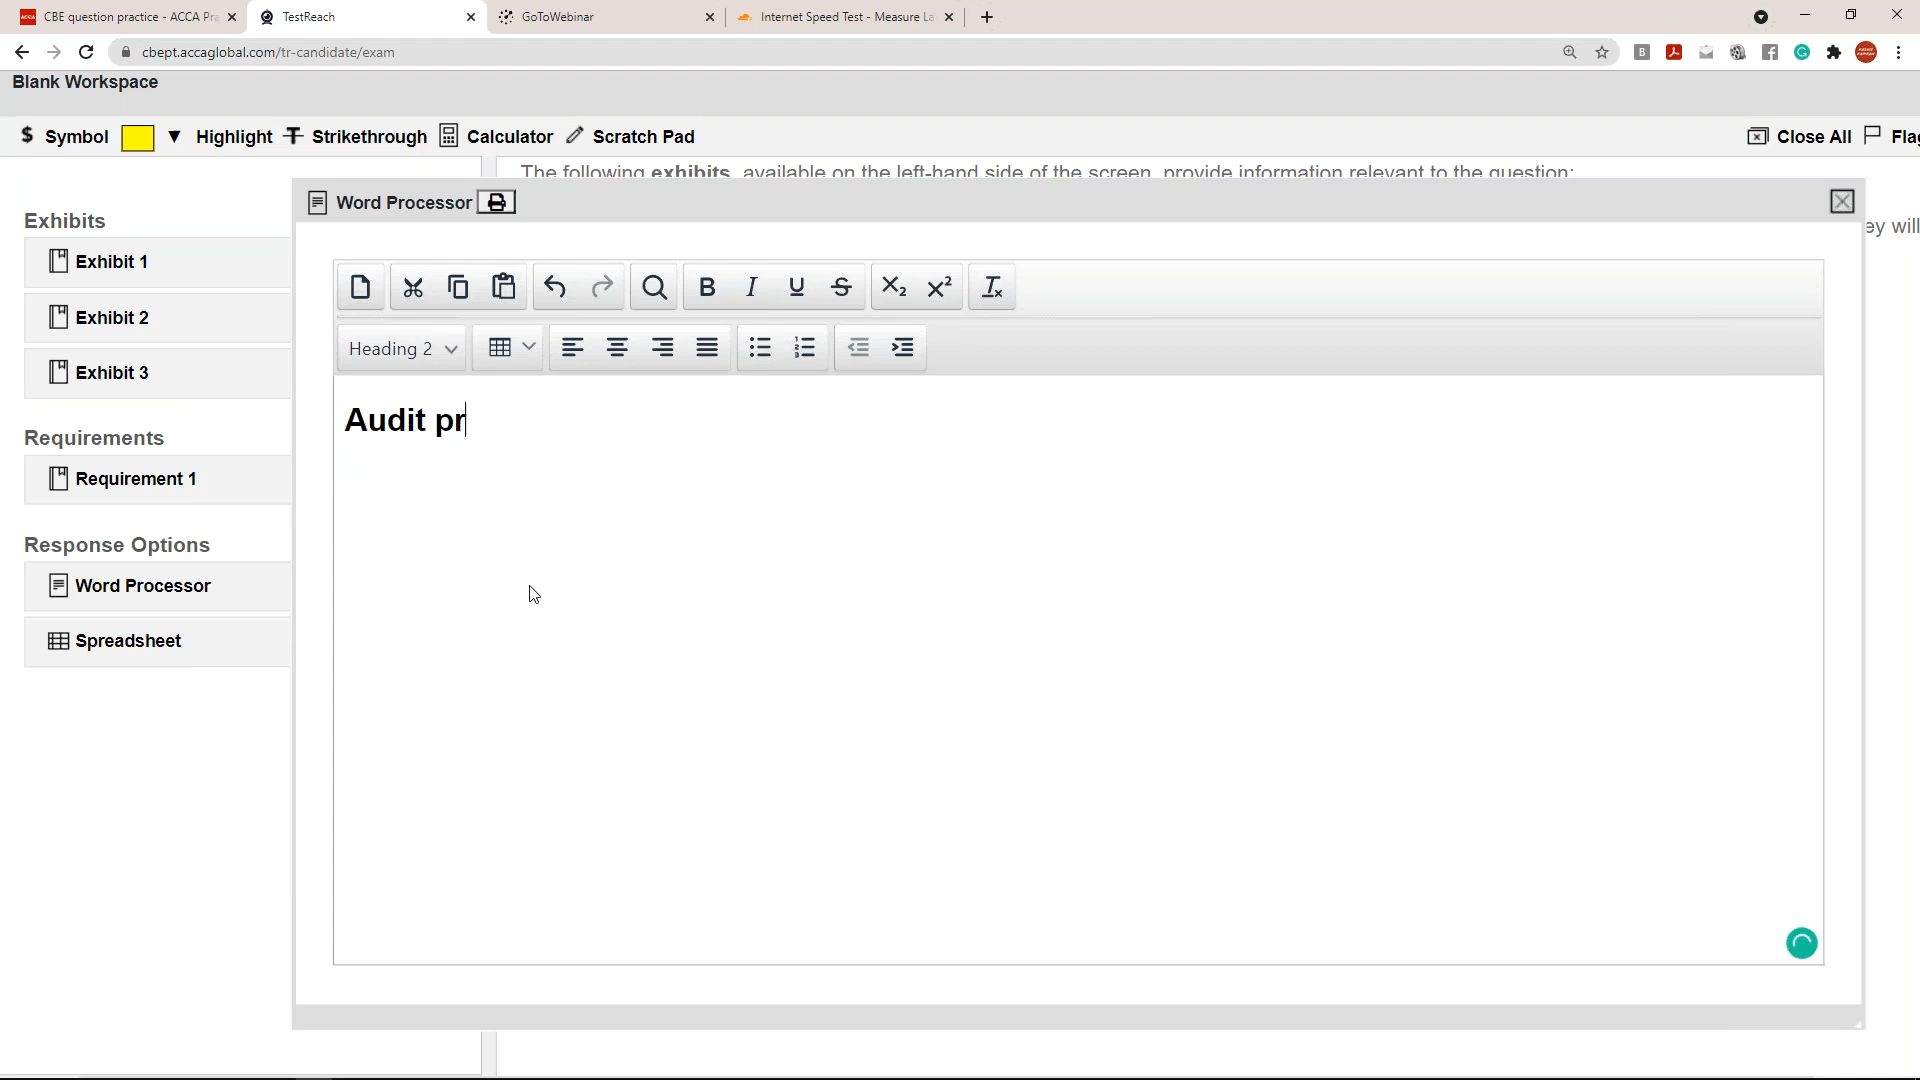 CBE question practice - ACCA Pra
TestReach
GoToWebinar
Internet Speed Test - Measure La
cbept.accaglobal.com/tr-candidate/exam
Blank Workspace
$ Symbol Highlight Strikethrough Calculator Scratch Pad Close All Flag
The following exhibits, available on the left-hand side of the screen, provide information relevant to the question:
Word Processor
ey will
Exhibits
Exhibit 1
Exhibit 2
Exhibit 3
Heading 2
Audit pr
Requirements
Requirement 1
Response Options
Word Processor
Spreadsheet